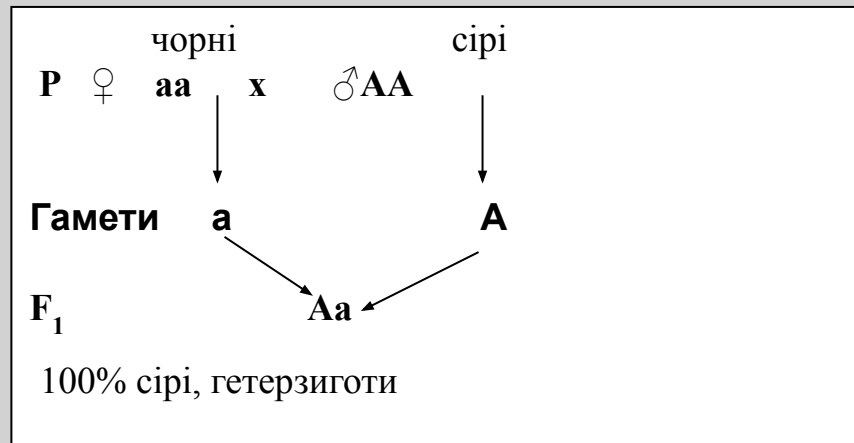 чорні сірі
P ♀ aa x ♂AA
Гамети a A
F1 Aa
100% сірі, гетерзиготи